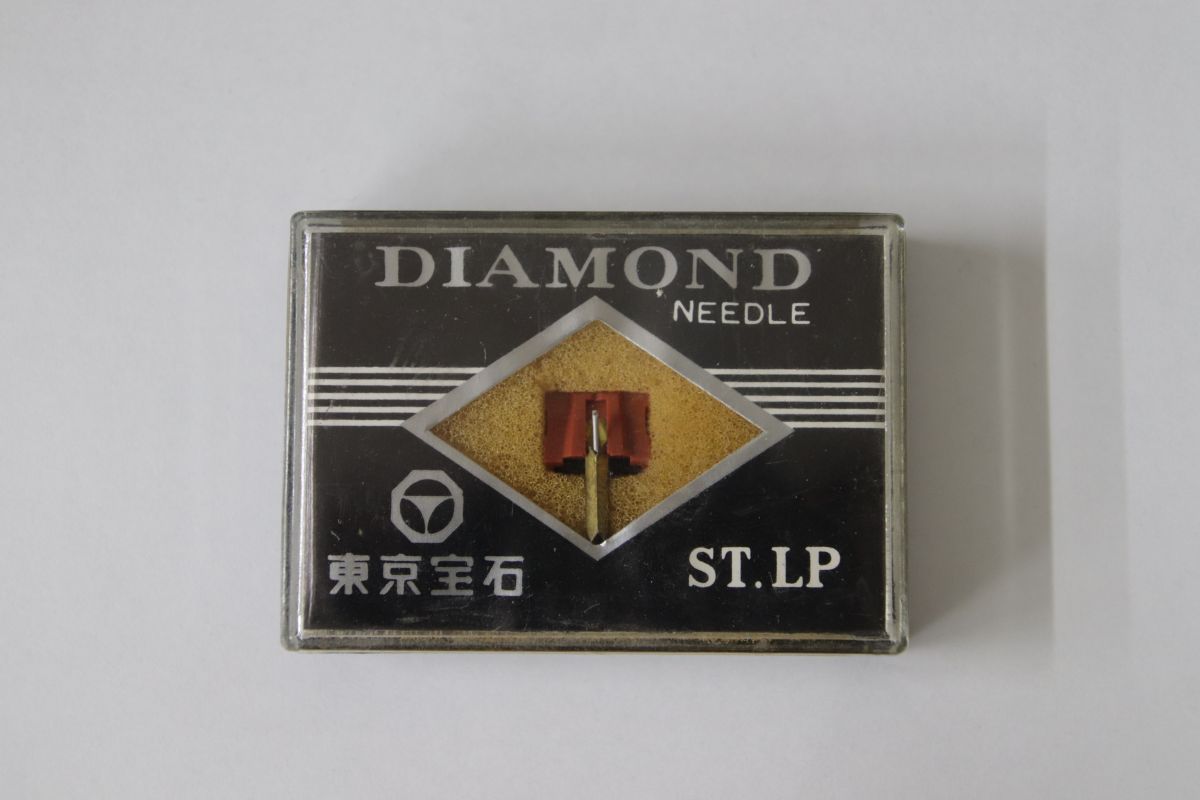 DIAMOND
NEEDLE
東京宝石
ST.LP